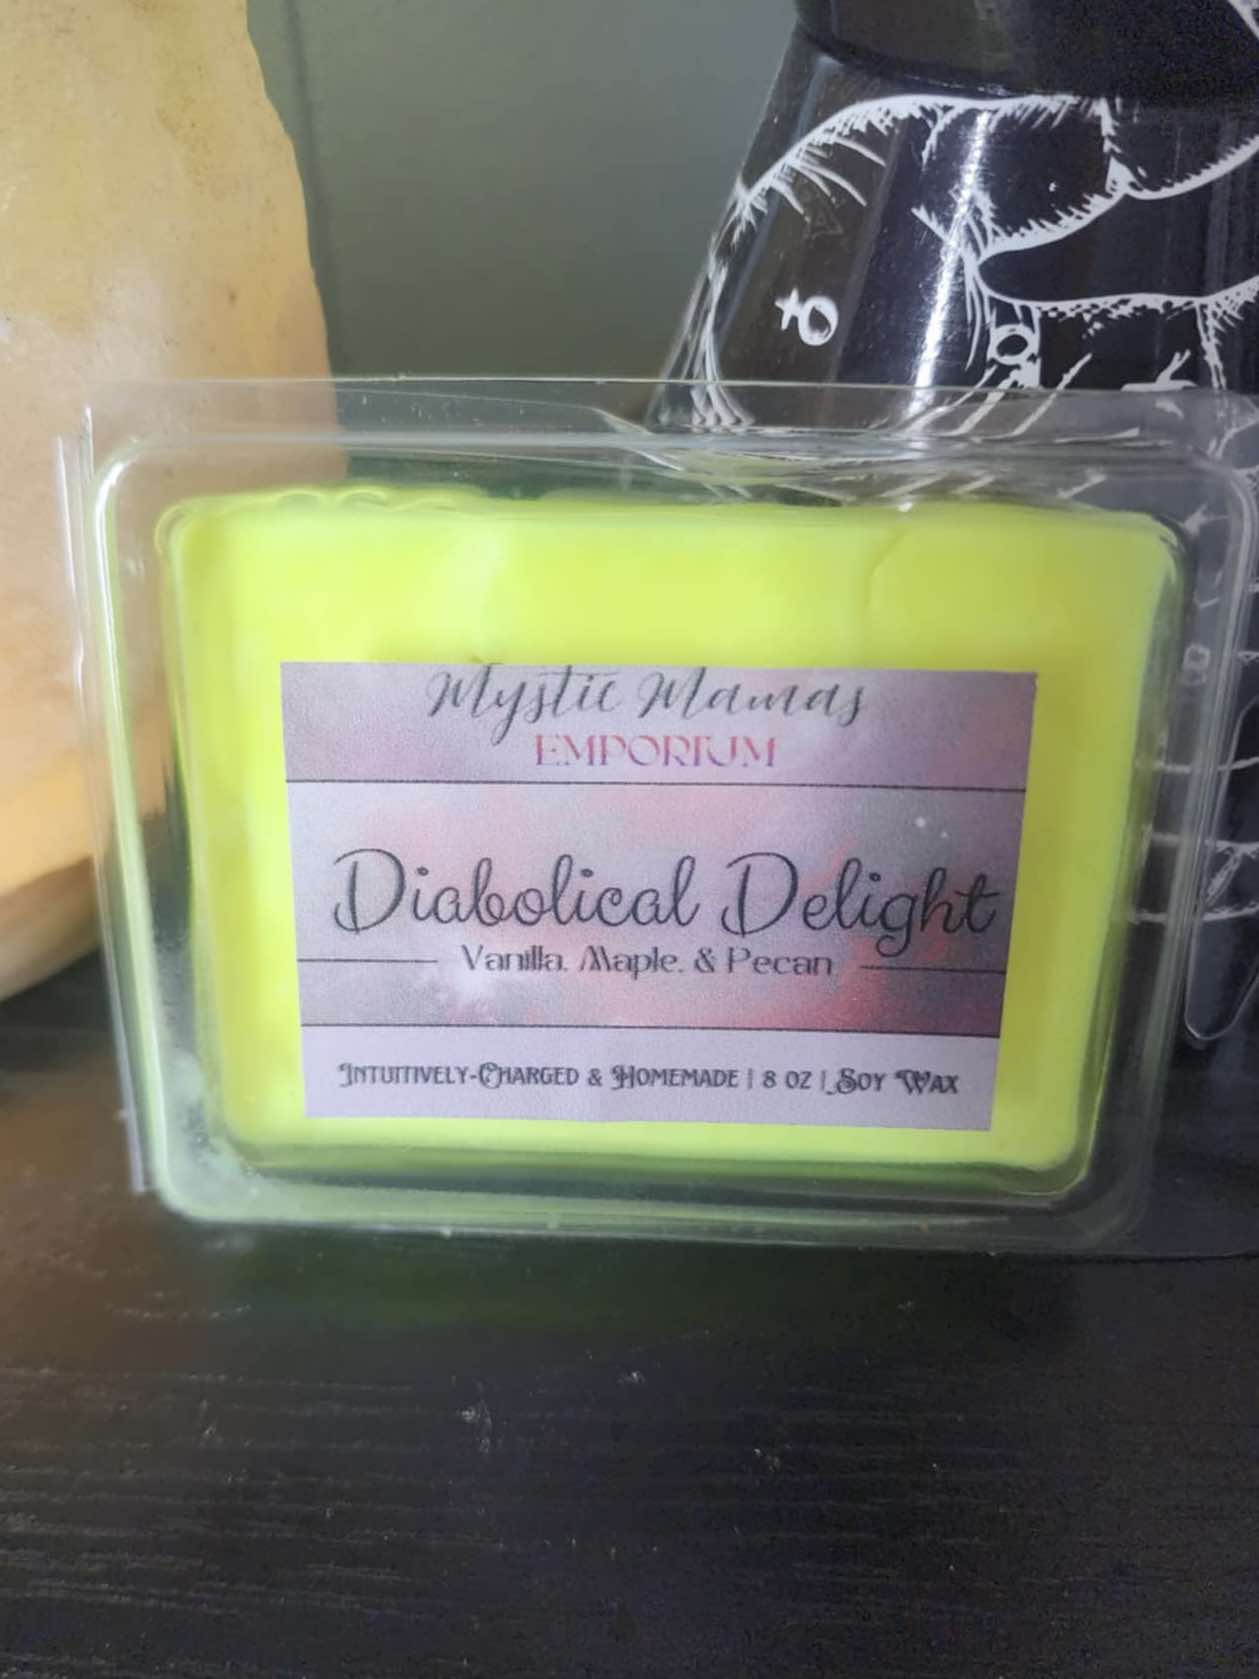 Mystic Mamas
EMPORIUM
Diabolical Delight
Vanilla, Maple, & Pecan
INTUITIVELY-CHARGED & HOMEMADE | 8 OZ | SOY WAX